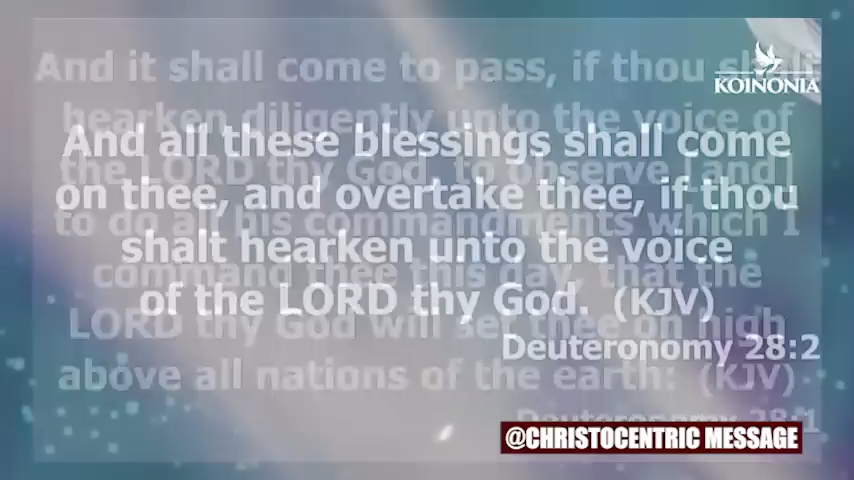 And it shall come to pass, if thou shalt
KOINONIA
hearken diligently unto the voice of
the LORD thy God, to observe [and]
to do all his commandments which I
command thee this day, that the
LORD thy God will set thee on high
above all nations of the earth: (KJV)
Deuteronomy 28:1
And all these blessings shall come
on thee, and overtake thee, if thou
shalt hearken unto the voice
of the LORD thy God. (KJV)
Deuteronomy 28:2
@CHRISTOCENTRIC MESSAGE